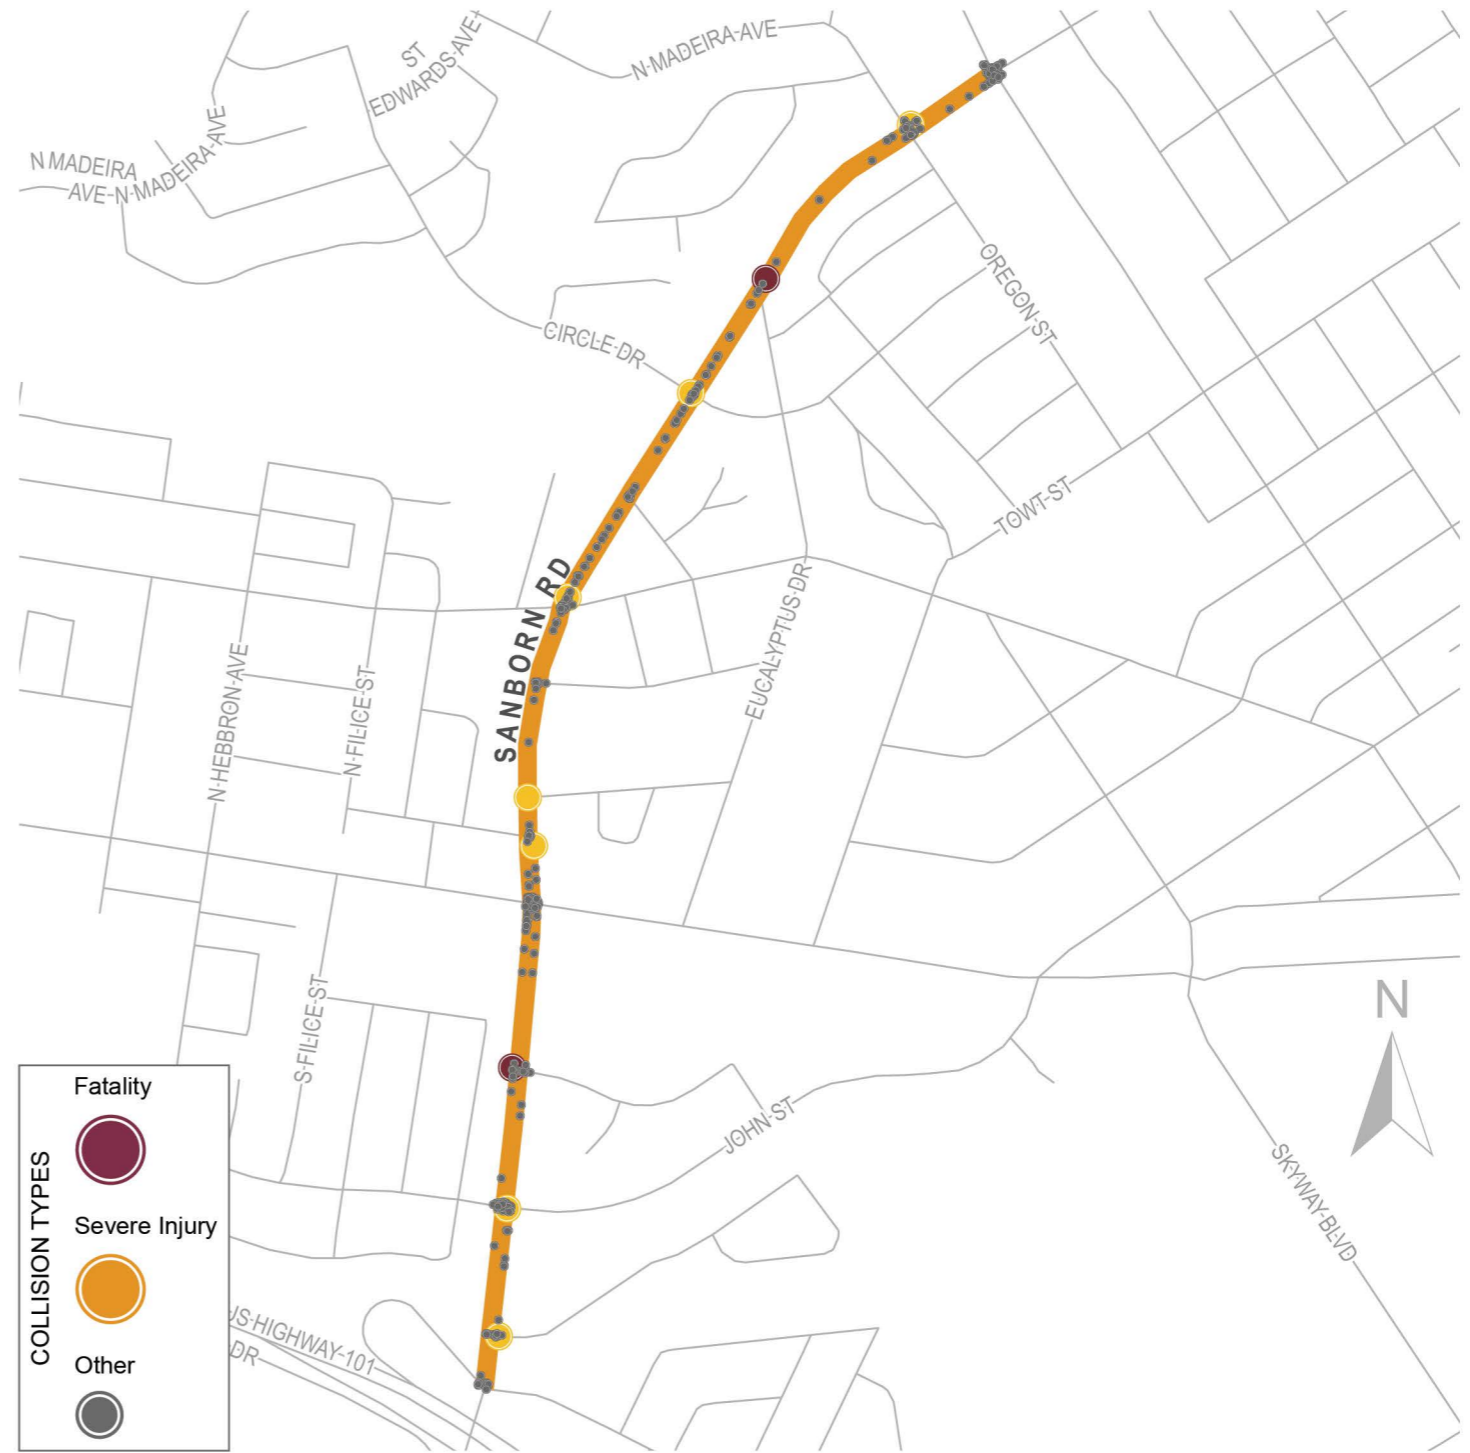 ST
EDWARDS-AVE
N-MADEIRA-AVE
N MADEIRA
AVE-N-MADEIRA-AVE
OREGON-ST
CIRCLE-DR
TOWT-ST
SANBORN RD
EUCALYPTUS-DR
N-HEBBRON-AVE
N-FILICE-ST
S-FILICE-ST
N
JOHN-ST
SKYWAY-BLVD
HIGHWAY-101
DR
COLLISION TYPES
Fatality
Severe Injury
Other